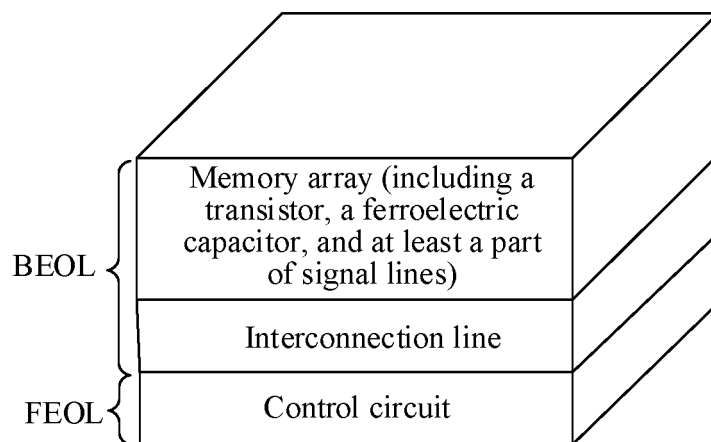 Memory array (including a
transistor, a ferroelectric
capacitor, and at least a part
of signal lines)
BEOL
Interconnection line
FEOL
Control circuit